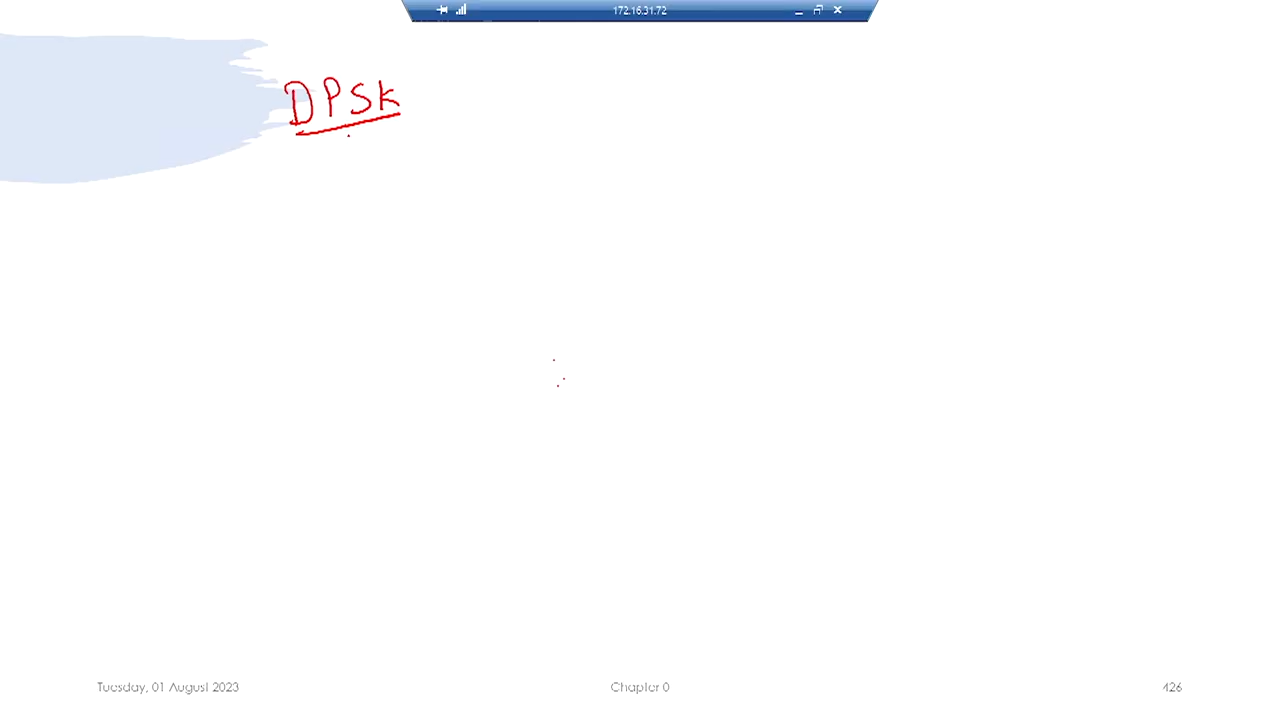 172.16.31.72
DPSK
Tuesday, 01 August 2023
Chapter 0
426